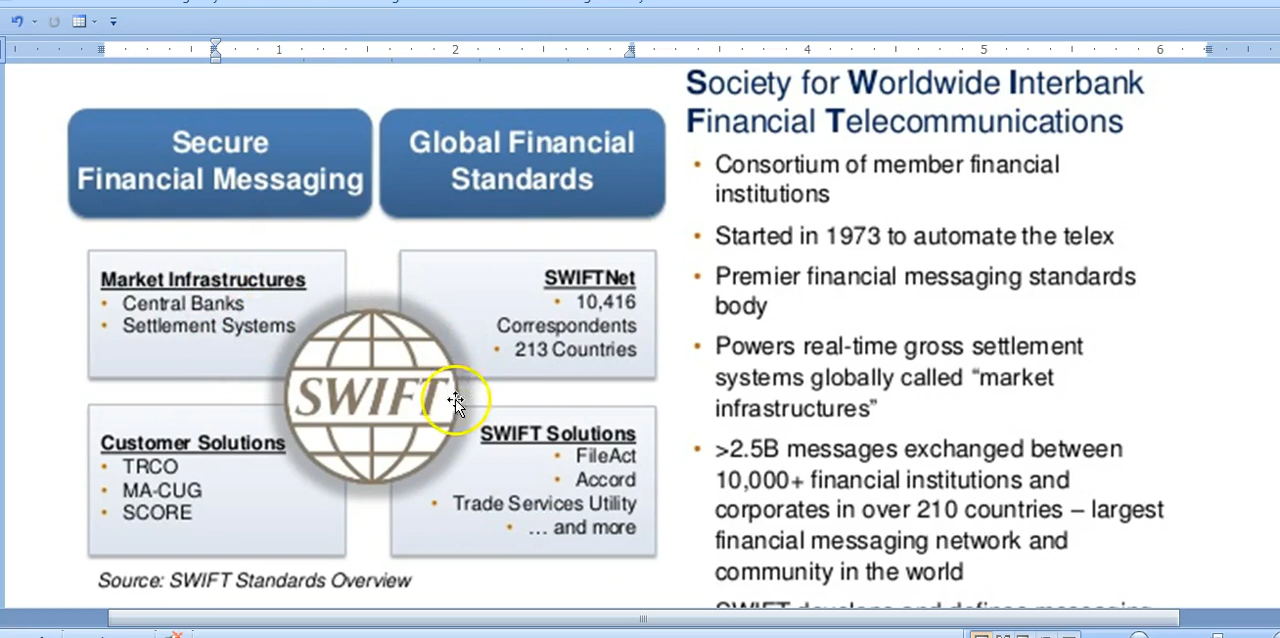 1 2 4 5 6
Secure
Financial Messaging
Global Financial
Standards
Market Infrastructures
• Central Banks
• Settlement Systems
SWIFTNet
• 10,416
Correspondents
• 213 Countries
SWIFT
Customer Solutions
• TRCO
• MA-CUG
• SCORE
SWIFT Solutions
• FileAct
• Accord
• Trade Services Utility
• ... and more
Source: SWIFT Standards Overview
Society for Worldwide Interbank
Financial Telecommunications
• Consortium of member financial
institutions
• Started in 1973 to automate the telex
• Premier financial messaging standards
body
• Powers real-time gross settlement
systems globally called “market
infrastructures”
• >2.5B messages exchanged between
10,000+ financial institutions and
corporates in over 210 countries – largest
financial messaging network and
community in the world